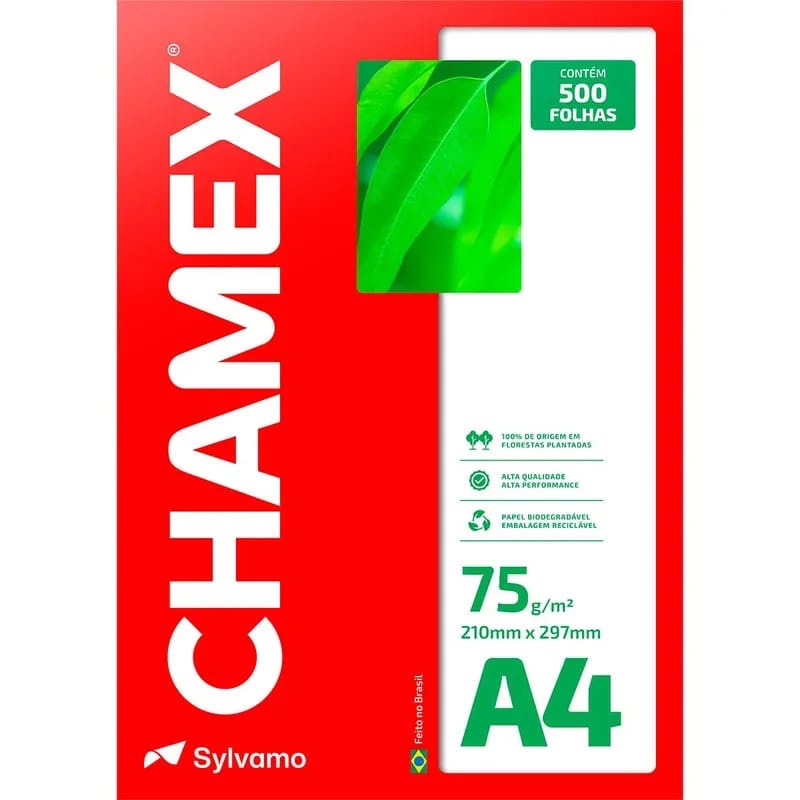 CHAMEX®
CONTÉM
500
FOLHAS
100% DE ORIGEM EM
FLORESTAS PLANTADAS
ALTA QUALIDADE
ALTA PERFORMANCE
PAPEL BIODEGRADÁVEL
EMBALAGEM RECICLÁVEL
75g/m²
210mm x 297mm
A4
Feito no Brasil
Sylvamo